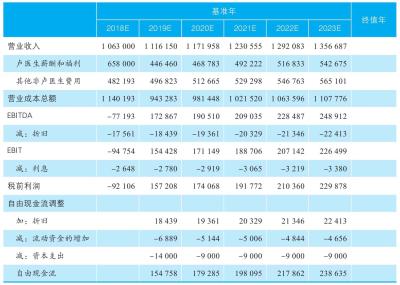 基准年 终值年
2018E 2019E 2020E 2021E 2022E 2023E
营业收入 1 063 000 1 116 150 1 171 958 1 230 555 1 292 083 1 356 687
卢医生薪酬和福利 658 000 446 460 468 783 492 222 516 833 542 675
其他非卢医生费用 482 193 496 823 512 665 529 298 546 763 565 101
营业成本总额 1 140 193 943 283 981 448 1 021 520 1 063 596 1 107 776
EBITDA -77 193 172 867 190 510 209 035 228 487 248 912
减：折旧 -17 561 -18 439 -19 361 -20 329 -21 346 -22 413
EBIT -94 754 154 428 171 149 188 706 207 142 226 499
减：利息 -2 648 -2 780 -2 919 -3 065 -3 219 -3 380
税前利润 -92 106 157 208 174 068 191 772 210 360 229 878
自由现金流调整
加：折旧 18 439 19 361 20 329 21 346 22 413
减：流动资金的增加 -6 889 -5 144 -5 006 -4 844 -4 656
减：资本支出 -14 000 -9 000 -9 000 -9 000 -9 000
自由现金流 154 758 179 285 198 095 217 862 238 635